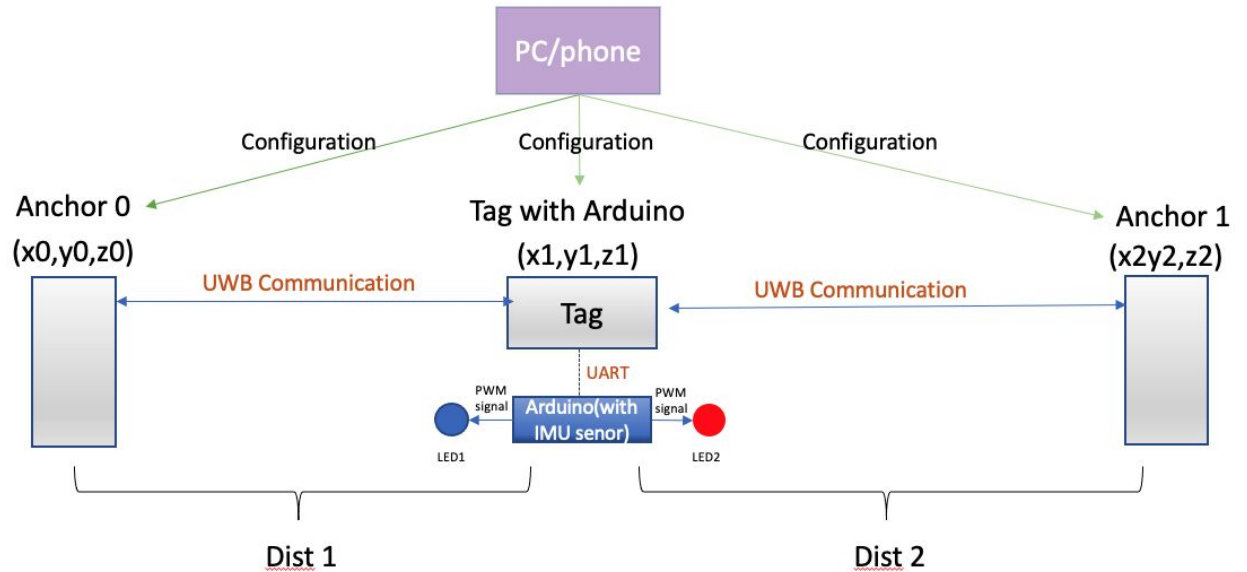 PC/phone
Configuration
Configuration
Configuration
Anchor 0
(x0,y0,z0)
Tag with Arduino
(x1,y1,z1)
Anchor 1
(x2y2,z2)
UWB Communication
UWB Communication
Tag
UART
PWM
signal
Arduino(with
IMU senor)
PWM
signal
LED1
LED2
Dist 1
Dist 2